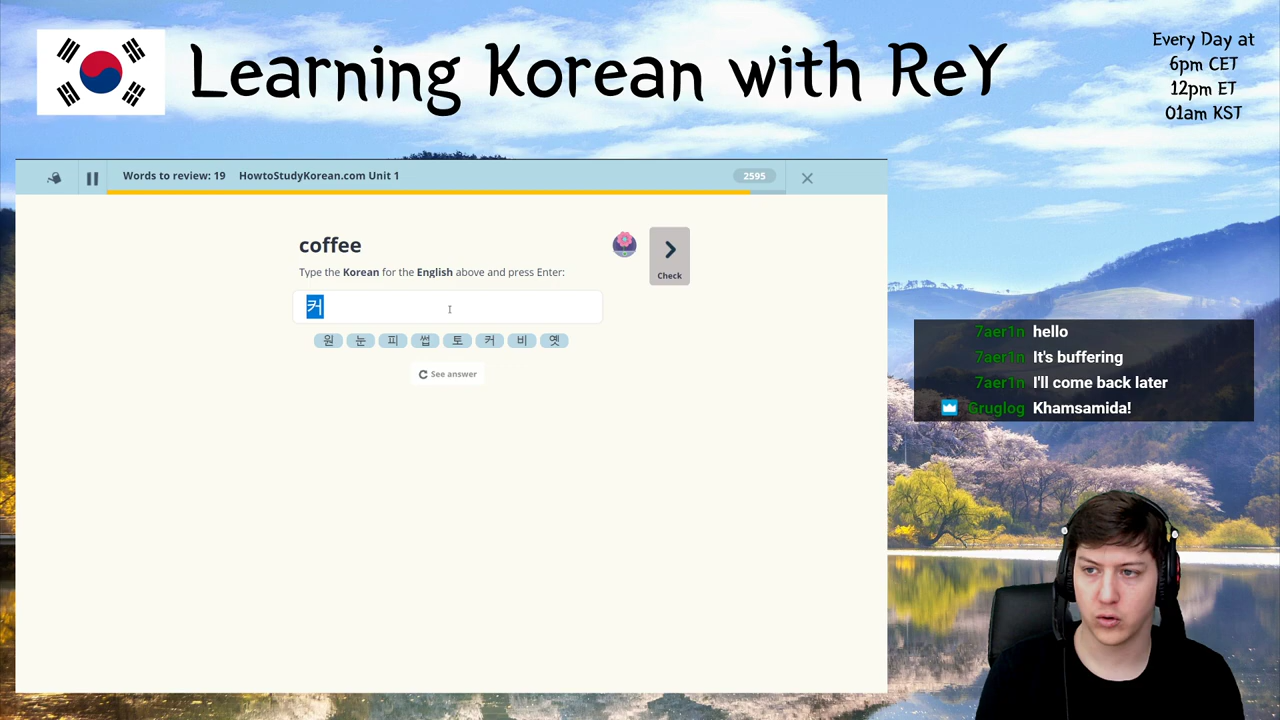 Learning Korean with ReY
Every Day at
6pm CET
12pm ET
01am KST
Words to review: 19 HowtoStudyKorean.com Unit 1 2595
coffee
Type the Korean for the English above and press Enter:
Check
커
원 눈 피 썹 토 커 비 옛
See answer
7aer1n hello
7aer1n It's buffering
7aer1n I'll come back later
Gruglog Khamsamida!